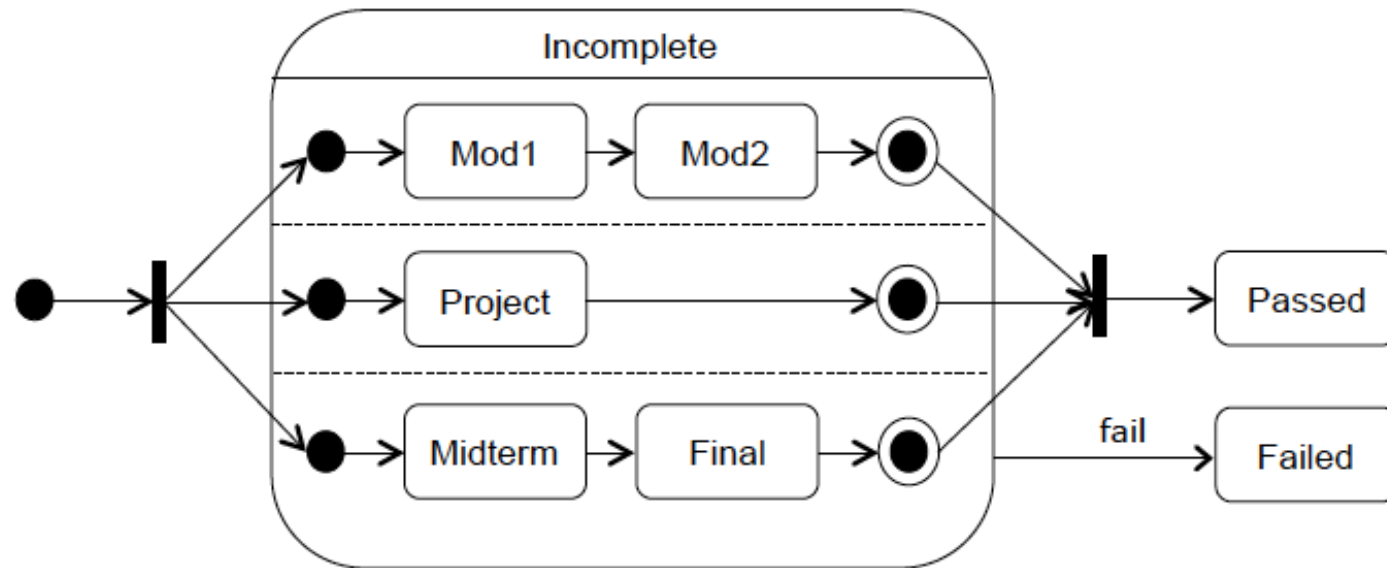 Incomplete
Mod1
Mod2
Project
Passed
Midterm
Final
fail
Failed